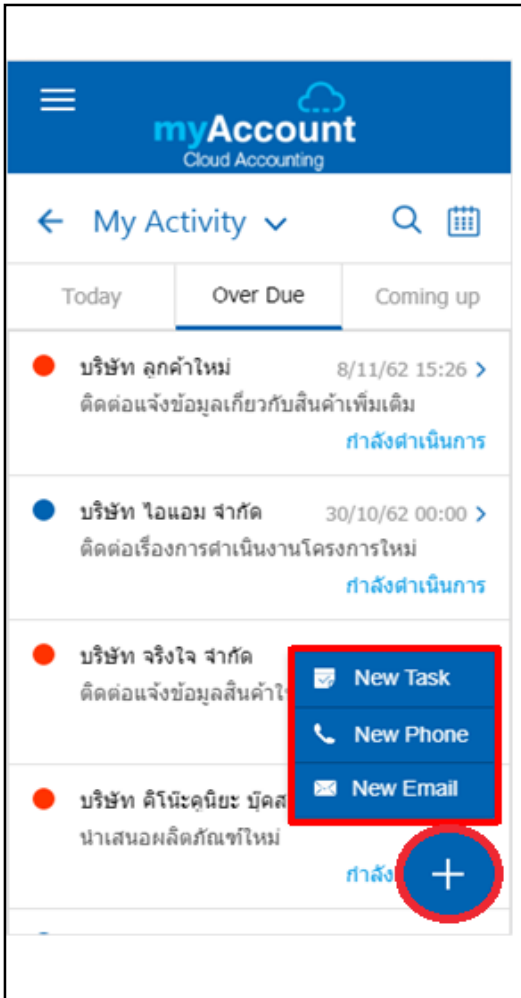 myAccount
Cloud Accounting
My Activity
Today Over Due Coming up
บริษัท ลูกค้าใหม่ 8/11/62 15:26
ติดต่อแจ้งข้อมูลเกี่ยวกับสินค้าเพิ่มเติม
กำลังดำเนินการ
บริษัท ไอแอม จำกัด 30/10/62 00:00
ติดต่อเรื่องการดำเนินงานโครงการใหม่
กำลังดำเนินการ
บริษัท จริงใจ จำกัด
ติดต่อแจ้งข้อมูลสินค้าใ
New Task
New Phone
New Email
บริษัท คิโนะคูนิยะ บุ๊คส
นำเสนอผลิตภัณฑ์ใหม่
กำลัง